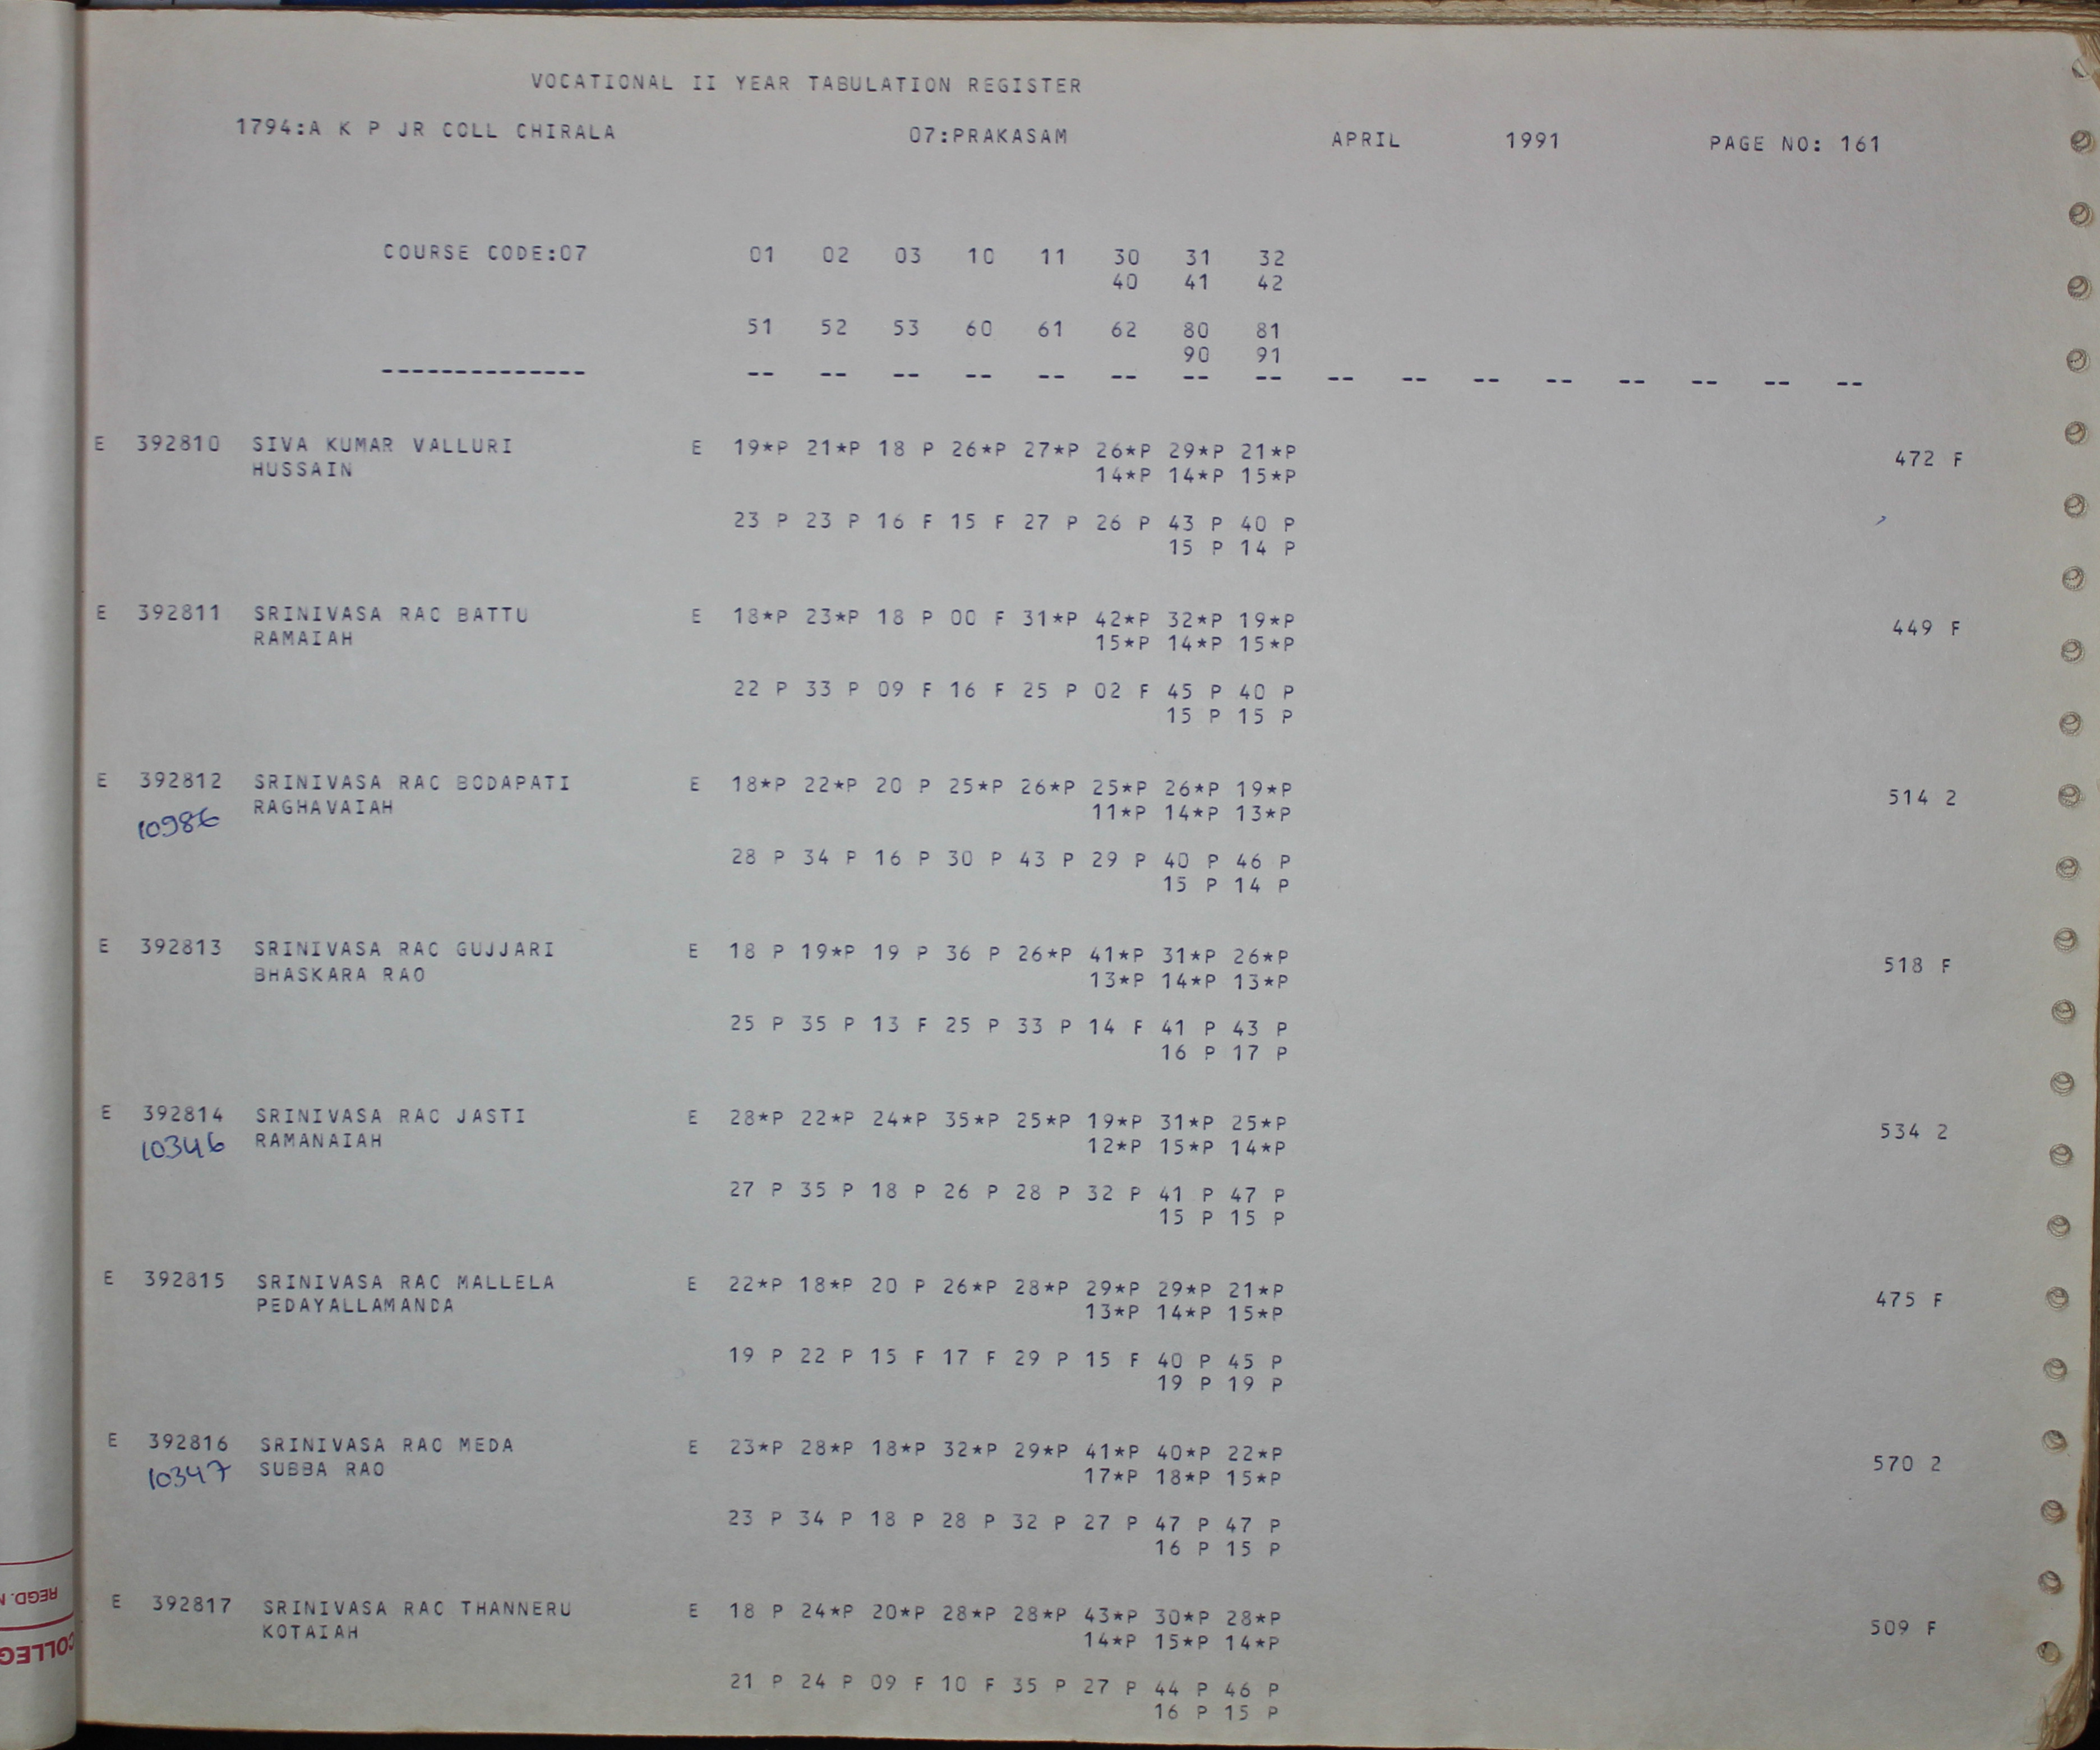 VOCATIONAL II YEAR TABULATION REGISTER
1794:A K P JR COLL CHIRALA 07:PRAKASAM APRIL 1991 PAGE NO: 161
COURSE CODE:07 01 02 03 10 11 30 31 32
40 41 42
51 52 53 60 61 62 80 81
90 91
-------------- -- -- -- -- -- -- -- -- -- -- -- -- -- -- -- --
E 392810 SIVA KUMAR VALLURI E 19*P 21*P 18 P 26*P 27*P 26*P 29*P 21*P 472 F
HUSSAIN 14*P 14*P 15*P
23 P 23 P 16 F 15 F 27 P 26 P 43 P 40 P
15 P 14 P
E 392811 SRINIVASA RAO BATTU E 18*P 23*P 18 P 00 F 31*P 42*P 32*P 19*P 449 F
RAMAIAH 15*P 14*P 15*P
22 P 33 P 09 F 16 F 25 P 02 F 45 P 40 P
15 P 15 P
E 392812 SRINIVASA RAO BODAPATI E 18*P 22*P 20 P 25*P 26*P 25*P 26*P 19*P 514 2
10986 RAGHAVAIAH 11*P 14*P 13*P
28 P 34 P 16 P 30 P 43 P 29 P 40 P 46 P
15 P 14 P
E 392813 SRINIVASA RAO GUJJARI E 18 P 19*P 19 P 36 P 26*P 41*P 31*P 26*P 518 F
BHASKARA RAO 13*P 14*P 13*P
25 P 35 P 13 F 25 P 33 P 14 F 41 P 43 P
16 P 17 P
E 392814 SRINIVASA RAO JASTI E 28*P 22*P 24*P 35*P 25*P 19*P 31*P 25*P 534 2
10346 RAMANAIAH 12*P 15*P 14*P
27 P 35 P 18 P 26 P 28 P 32 P 41 P 47 P
15 P 15 P
E 392815 SRINIVASA RAO MALLELA E 22*P 18*P 20 P 26*P 28*P 29*P 29*P 21*P 475 F
PEDAYALLAMANDA 13*P 14*P 15*P
19 P 22 P 15 F 17 F 29 P 15 F 40 P 45 P
19 P 19 P
E 392816 SRINIVASA RAO MEDA E 23*P 28*P 18*P 32*P 29*P 41*P 40*P 22*P 570 2
10347 SUBBA RAO 17*P 18*P 15*P
23 P 34 P 18 P 28 P 32 P 27 P 47 P 47 P
16 P 15 P
E 392817 SRINIVASA RAO THANNERU E 18 P 24*P 20*P 28*P 28*P 43*P 30*P 28*P 509 F
KOTAIAH 14*P 15*P 14*P
21 P 24 P 09 F 10 F 35 P 27 P 44 P 46 P
16 P 15 P
REGD.
COLLEG